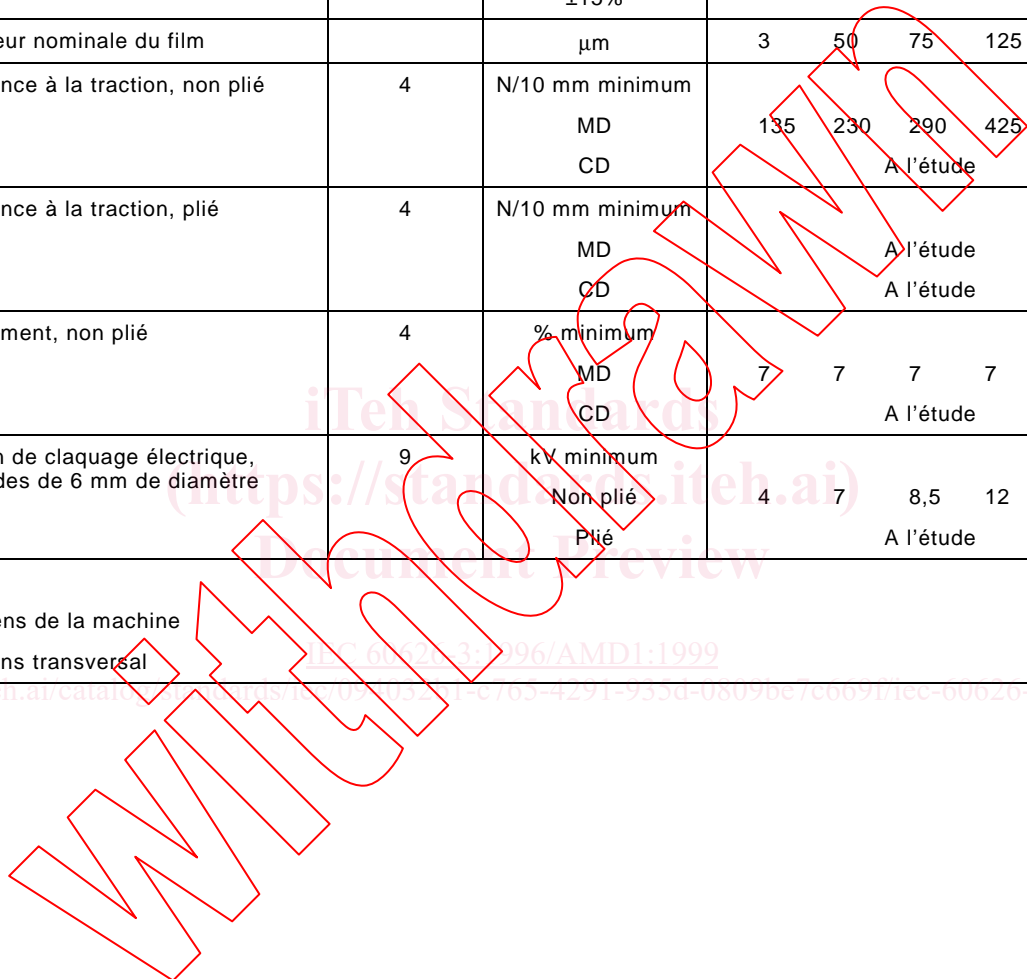 ±15%
eur nominale du film μm 3 50 75 125
nce à la traction, non plié 4 N/10 mm minimum
MD 135 230 290 425
CD A l'étude
nce à la traction, plié 4 N/10 mm minimum
MD A l'étude
CD A l'étude
ment, non plié 4 % minimum
MD 7 7 7 7
CD A l'étude
n de claquage électrique, 9 kV minimum
des de 6 mm de diamètre
Non plié 4 7 8,5 12
Plié A l'étude
ens de la machine
ns transversal
iTeh Standards
(https://standards.iteh.ai)
Document Preview
IEC 60626-3:1996/AMD1:1999
withdrawn